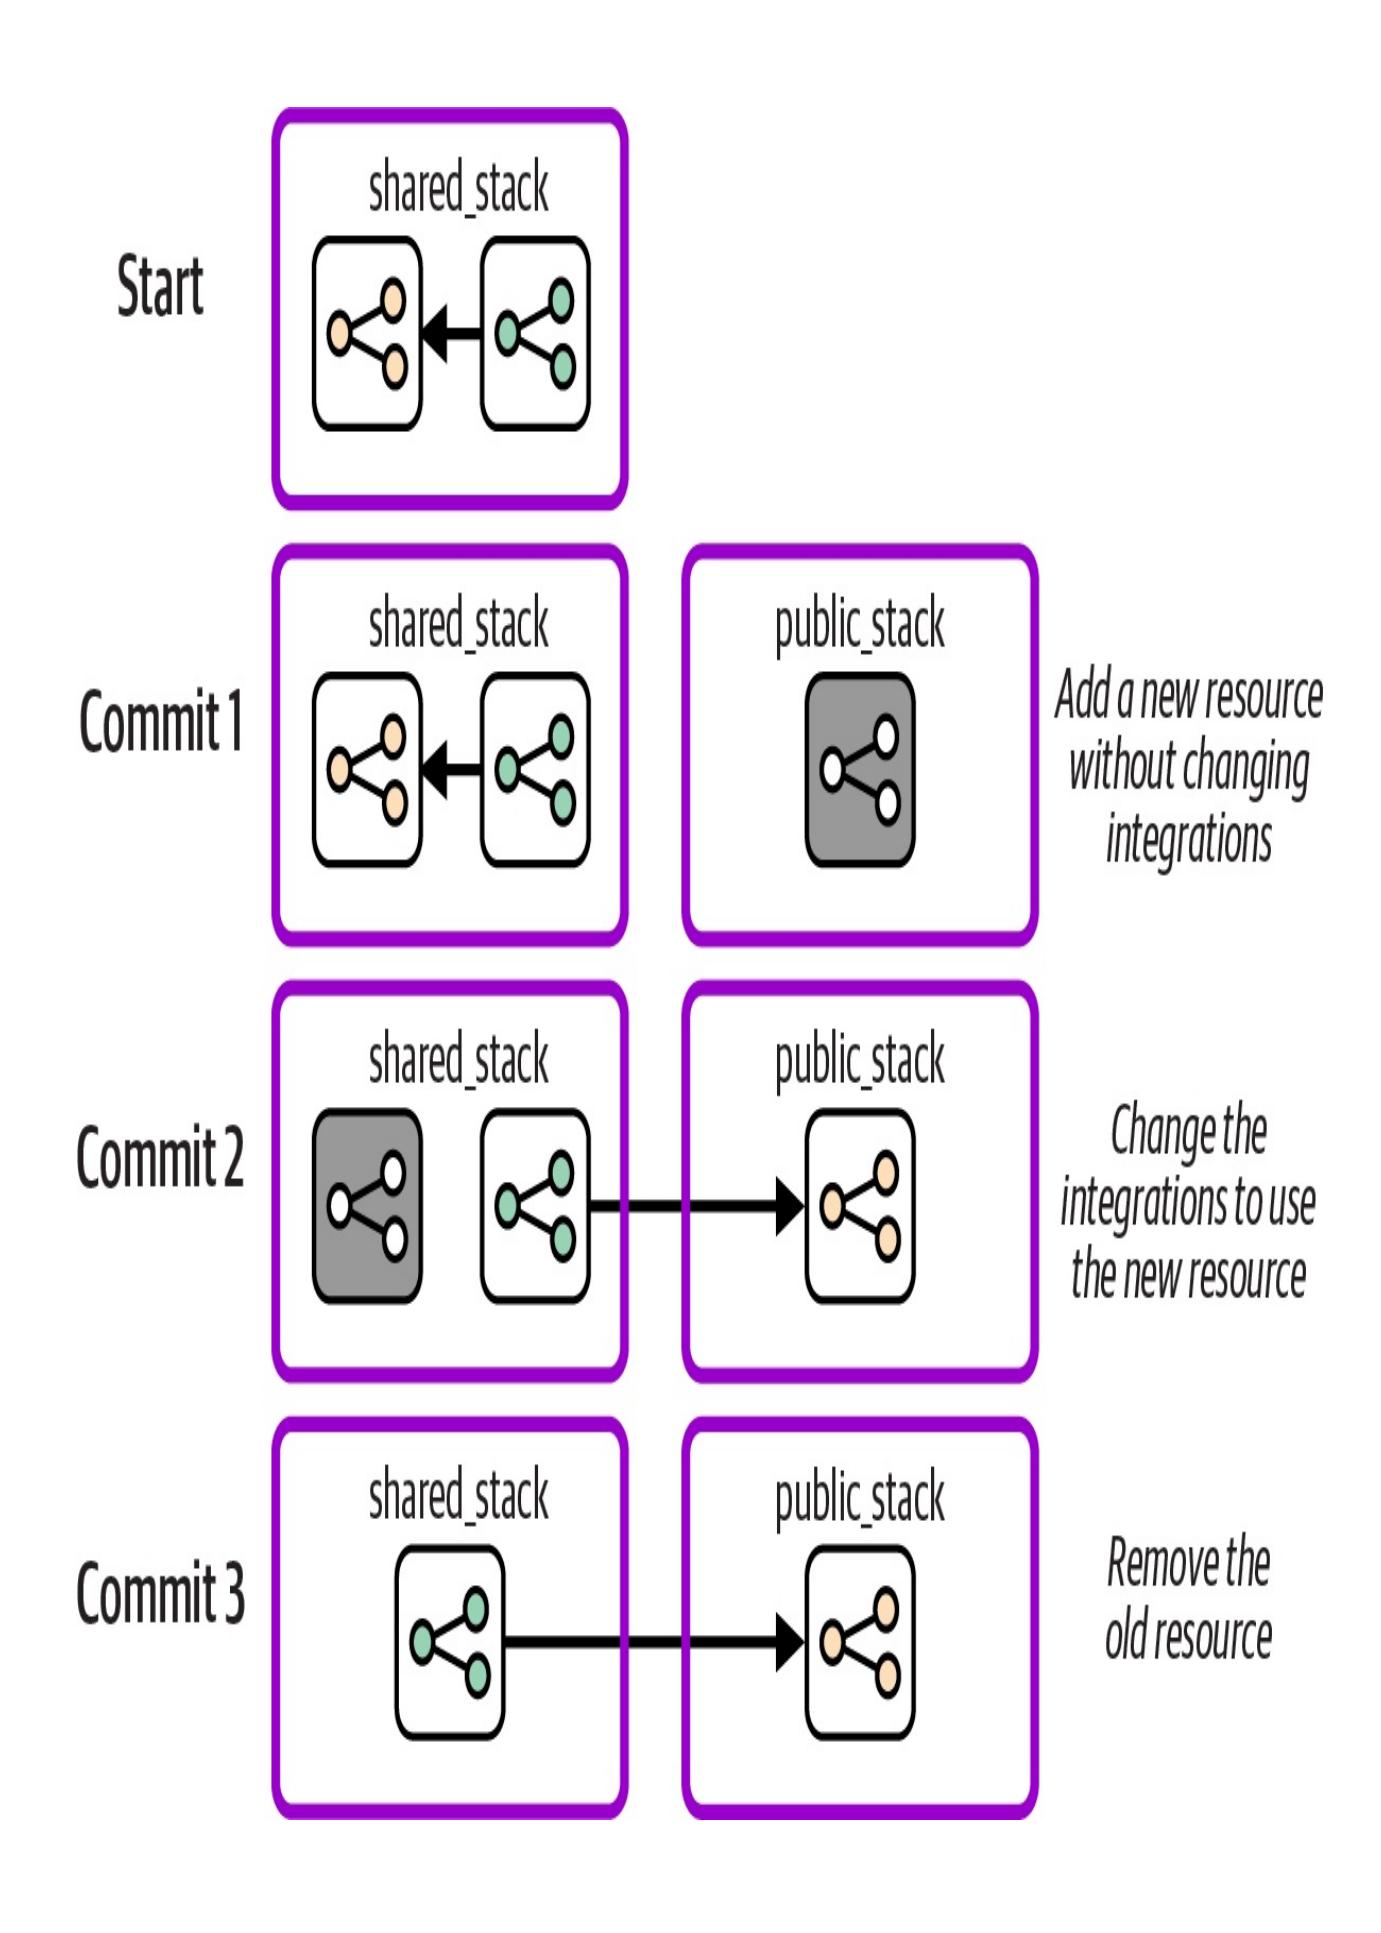 shared_stack
Start
shared_stack
public_stack
Commit 1
Add a new resource
without changing
integrations
shared_stack
public_stack
Commit 2
Change the
integrations to use
the new resource
shared_stack
public_stack
Commit 3
Remove the
old resource